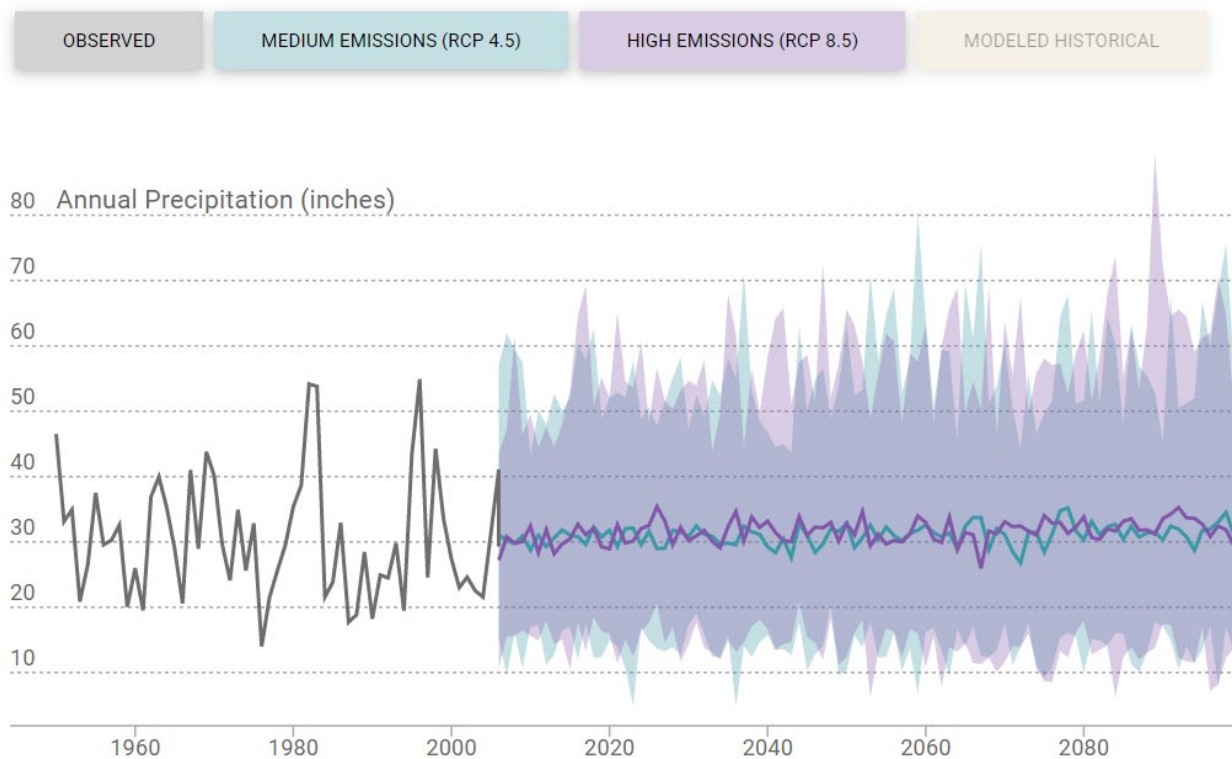 OBSERVED MEDIUM EMISSIONS (RCP 4.5) HIGH EMISSIONS (RCP 8.5) MODELED HISTORICAL
80 Annual Precipitation (inches)
70
60
50
40
30
20
10
1960 1980 2000 2020 2040 2060 2080